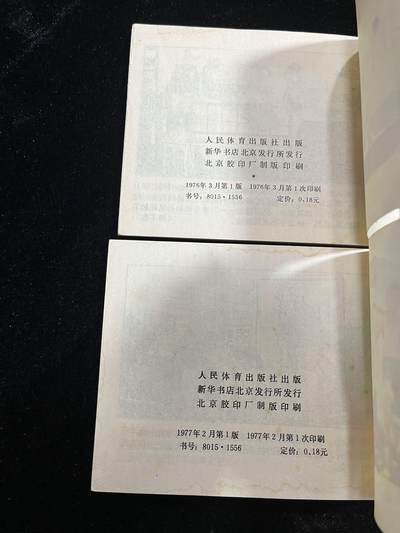 人民体育出版社出版
新华书店北京发行所发行
北京胶印厂制版印刷
*
1976年3月第1版 1976年3月第1次印刷
书号：8015·1556 定价：0.18元
人民体育出版社出版
新华书店北京发行所发行
北京胶印厂制版印刷
1977年2月第1版 1977年2月第1次印刷
书号：8015·1556 定价：0.18元